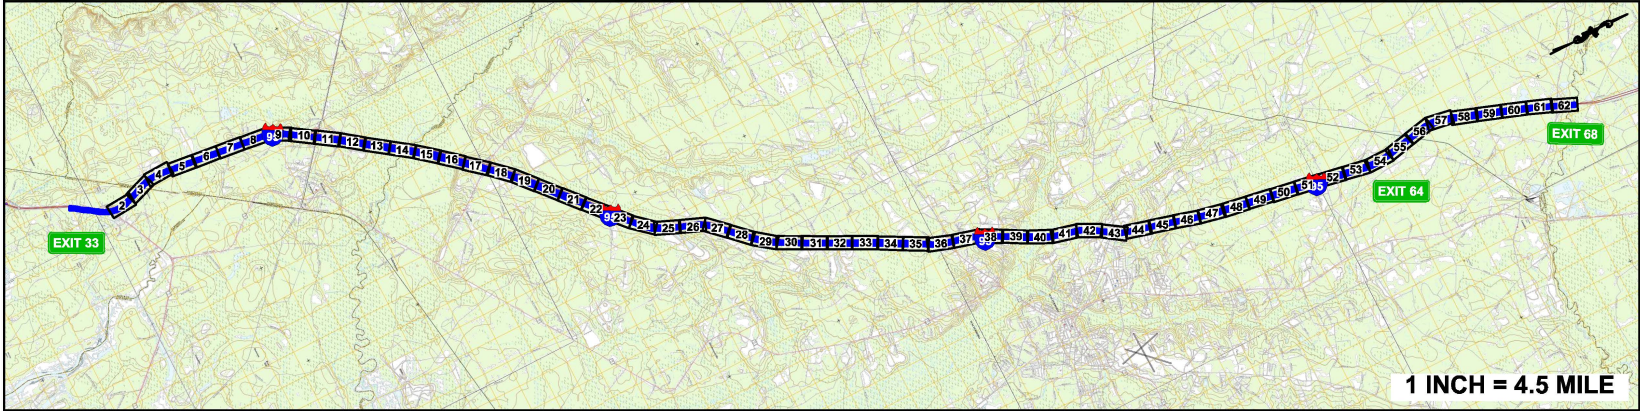 EXIT 33
2 3 4 5 6 7 8 9 10 11 12 13 14 15 16 17 18 19 20 21 22 23 24 25 26 27 28 29 30 31 32 33 34 35 36 37 38 39 40 41 42 43 44 45 46 47 48 49 50 51 52 53 54 55 56 57 58 59 60 61 62
EXIT 68
EXIT 64
1 INCH = 4.5 MILE